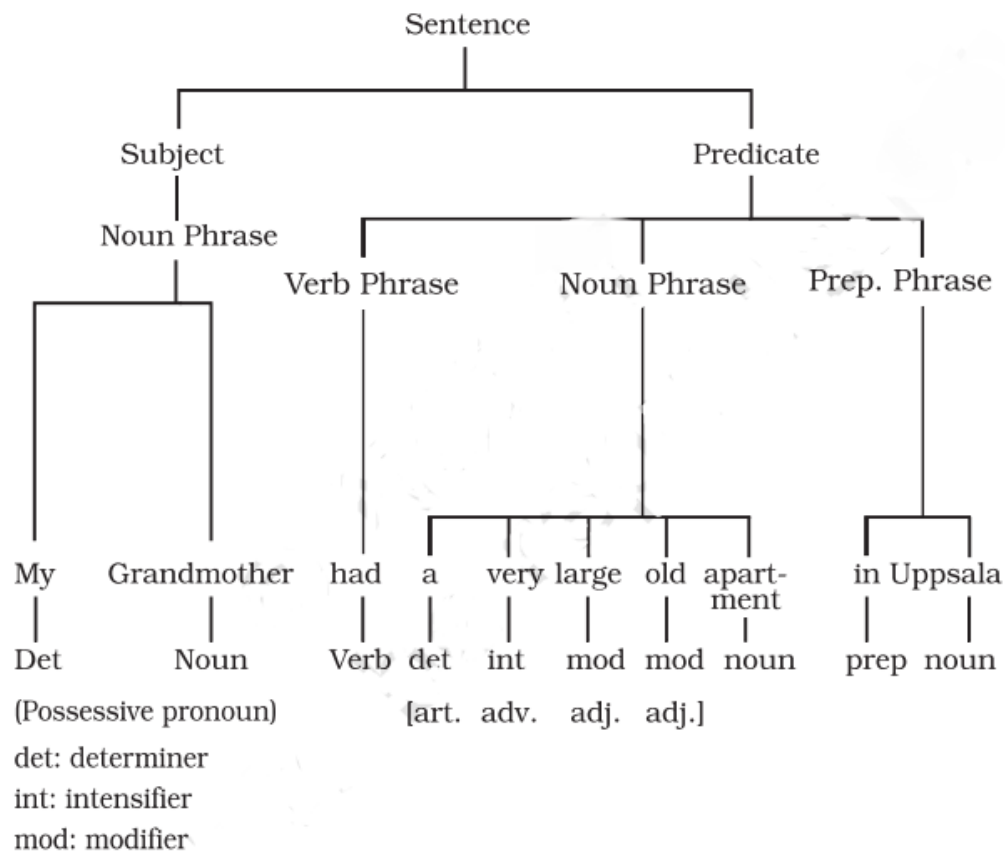 Sentence
Subject Predicate
Noun Phrase
Verb Phrase Noun Phrase Prep. Phrase
My Grandmother had a very large old apart-
ment
in Uppsala
Det Noun Verb det int mod mod noun prep noun
(Possessive pronoun) [art. adv. adj. adj.]
det: determiner
int: intensifier
mod: modifier